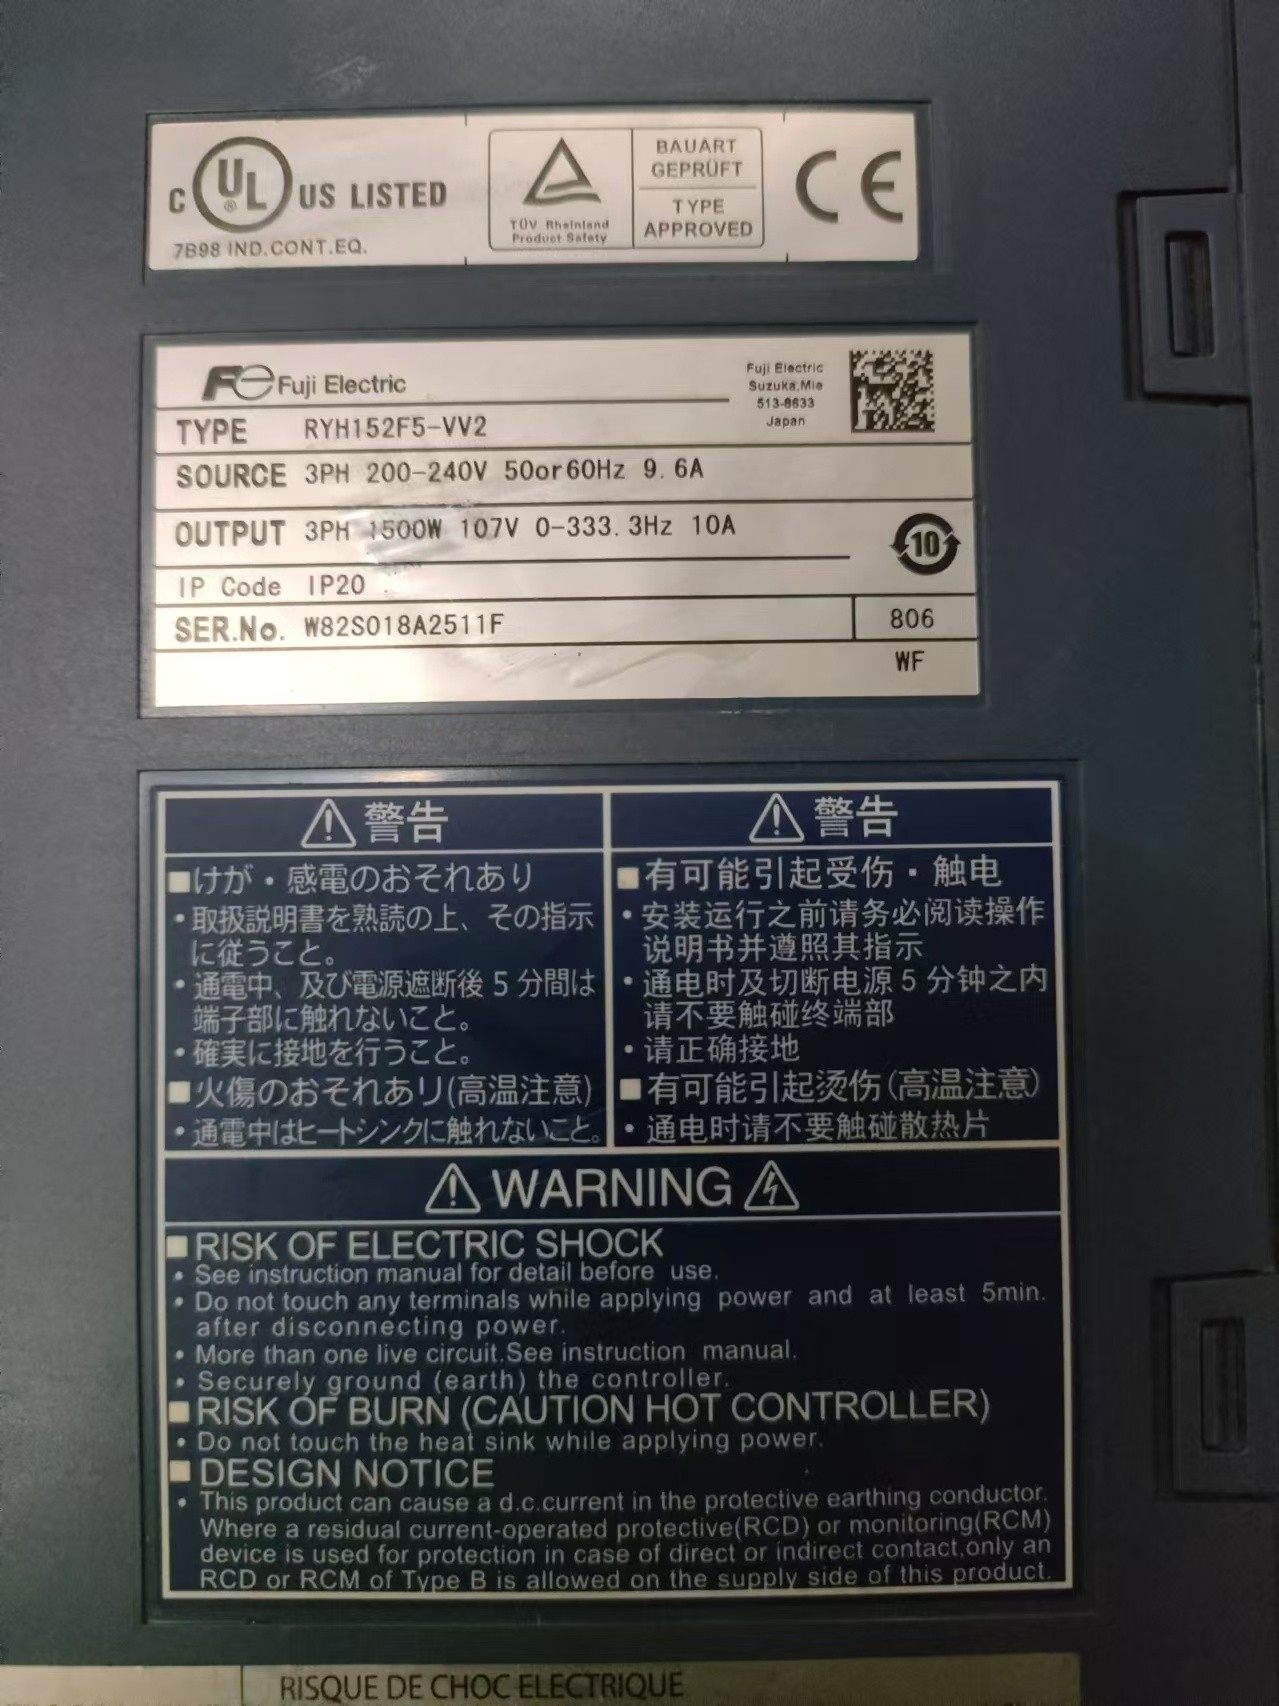 C UL ® US LISTED
7B98 IND.CONT.EQ.
TÜV Rheinland
Product Safety
BAUART
GEPRÜFT
TYPE
APPROVED
CE
Fe Fuji Electric
Fuji Electric
Suzuka,Mie
513-8633
Japan
TYPE RYH152F5-VV2
SOURCE 3PH 200-240V 50or60Hz 9.6A
OUTPUT 3PH 1500W 107V 0-333.3Hz 10A
10
IP Code IP20
SER.No. W82S018A2511F 806
WF
警告
■けが・感電のおそれあり
・取扱説明書を熟読の上、その指示
に従うこと。
・通電中、及び電源遮断後5分間は
端子部に触れないこと。
・確実に接地を行うこと。
■火傷のおそれあり(高温注意)
・通電中はヒートシンクに触れないこと。
警告
■有可能引起受伤・触电
・安装运行之前请务必阅读操作
说明书并遵照其指示
・通电时及切断电源5分钟之内
请不要触碰终端部
・请正确接地
■有可能引起烫伤(高温注意)
・通电时请不要触碰散热片
WARNING
■RISK OF ELECTRIC SHOCK
• See instruction manual for detail before use.
• Do not touch any terminals while applying power and at least 5min.
after disconnecting power.
• More than one live circuit.See instruction manual.
• Securely ground (earth) the controller.
■RISK OF BURN (CAUTION HOT CONTROLLER)
• Do not touch the heat sink while applying power.
■DESIGN NOTICE
• This product can cause a d.c.current in the protective earthing conductor.
Where a residual current-operated protective(RCD) or monitoring(RCM)
device is used for protection in case of direct or indirect contact,only an
RCD or RCM of Type B is allowed on the supply side of this product.
RISQUE DE CHOC ELECTRIQUE